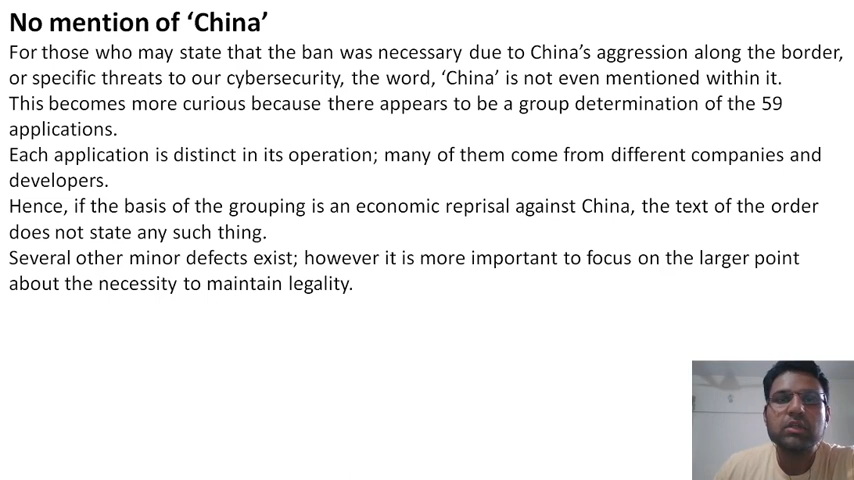 No mention of ‘China’
For those who may state that the ban was necessary due to China’s aggression along the border,
or specific threats to our cybersecurity, the word, ‘China’ is not even mentioned within it.
This becomes more curious because there appears to be a group determination of the 59
applications.
Each application is distinct in its operation; many of them come from different companies and
developers.
Hence, if the basis of the grouping is an economic reprisal against China, the text of the order
does not state any such thing.
Several other minor defects exist; however it is more important to focus on the larger point
about the necessity to maintain legality.